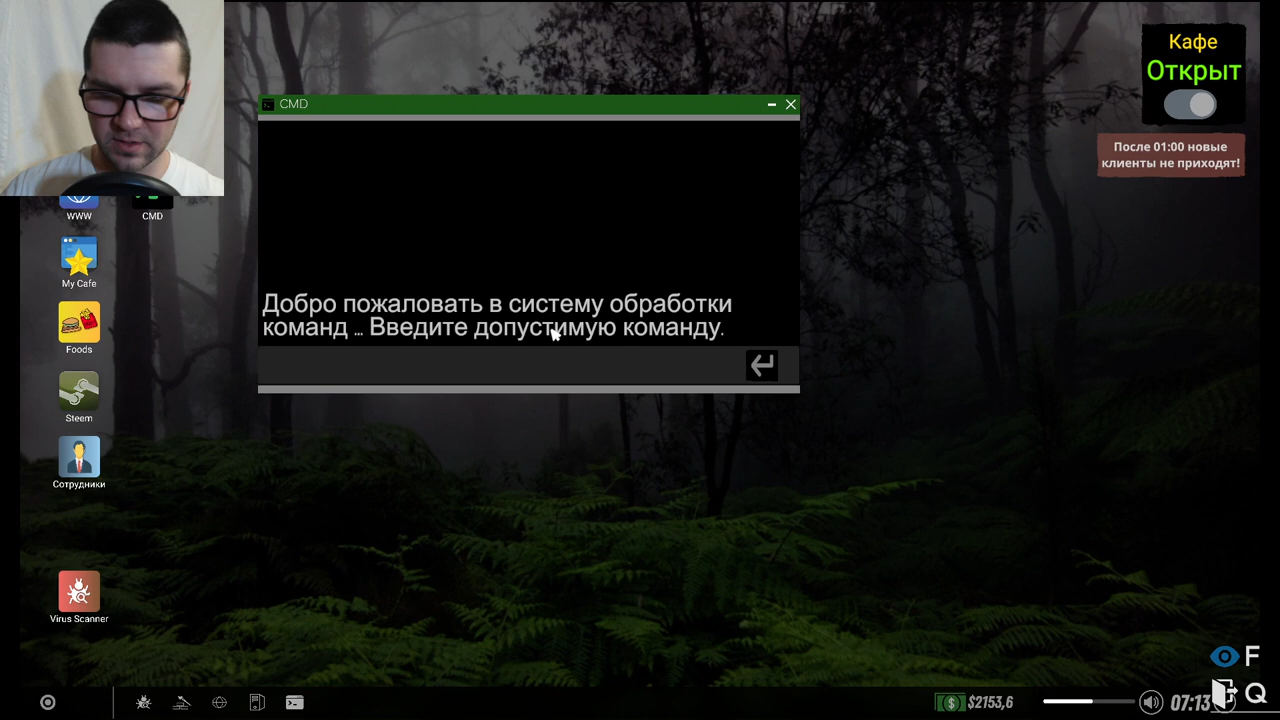 Кафе
Открыт
После 01:00 новые
клиенты не приходят!
CMD
Добро пожаловать в систему обработки
команд ... Введите допустимую команду.
WWW
CMD
My Cafe
Foods
Steem
Сотрудники
Virus Scanner
F
Q
$2153,6
07:13